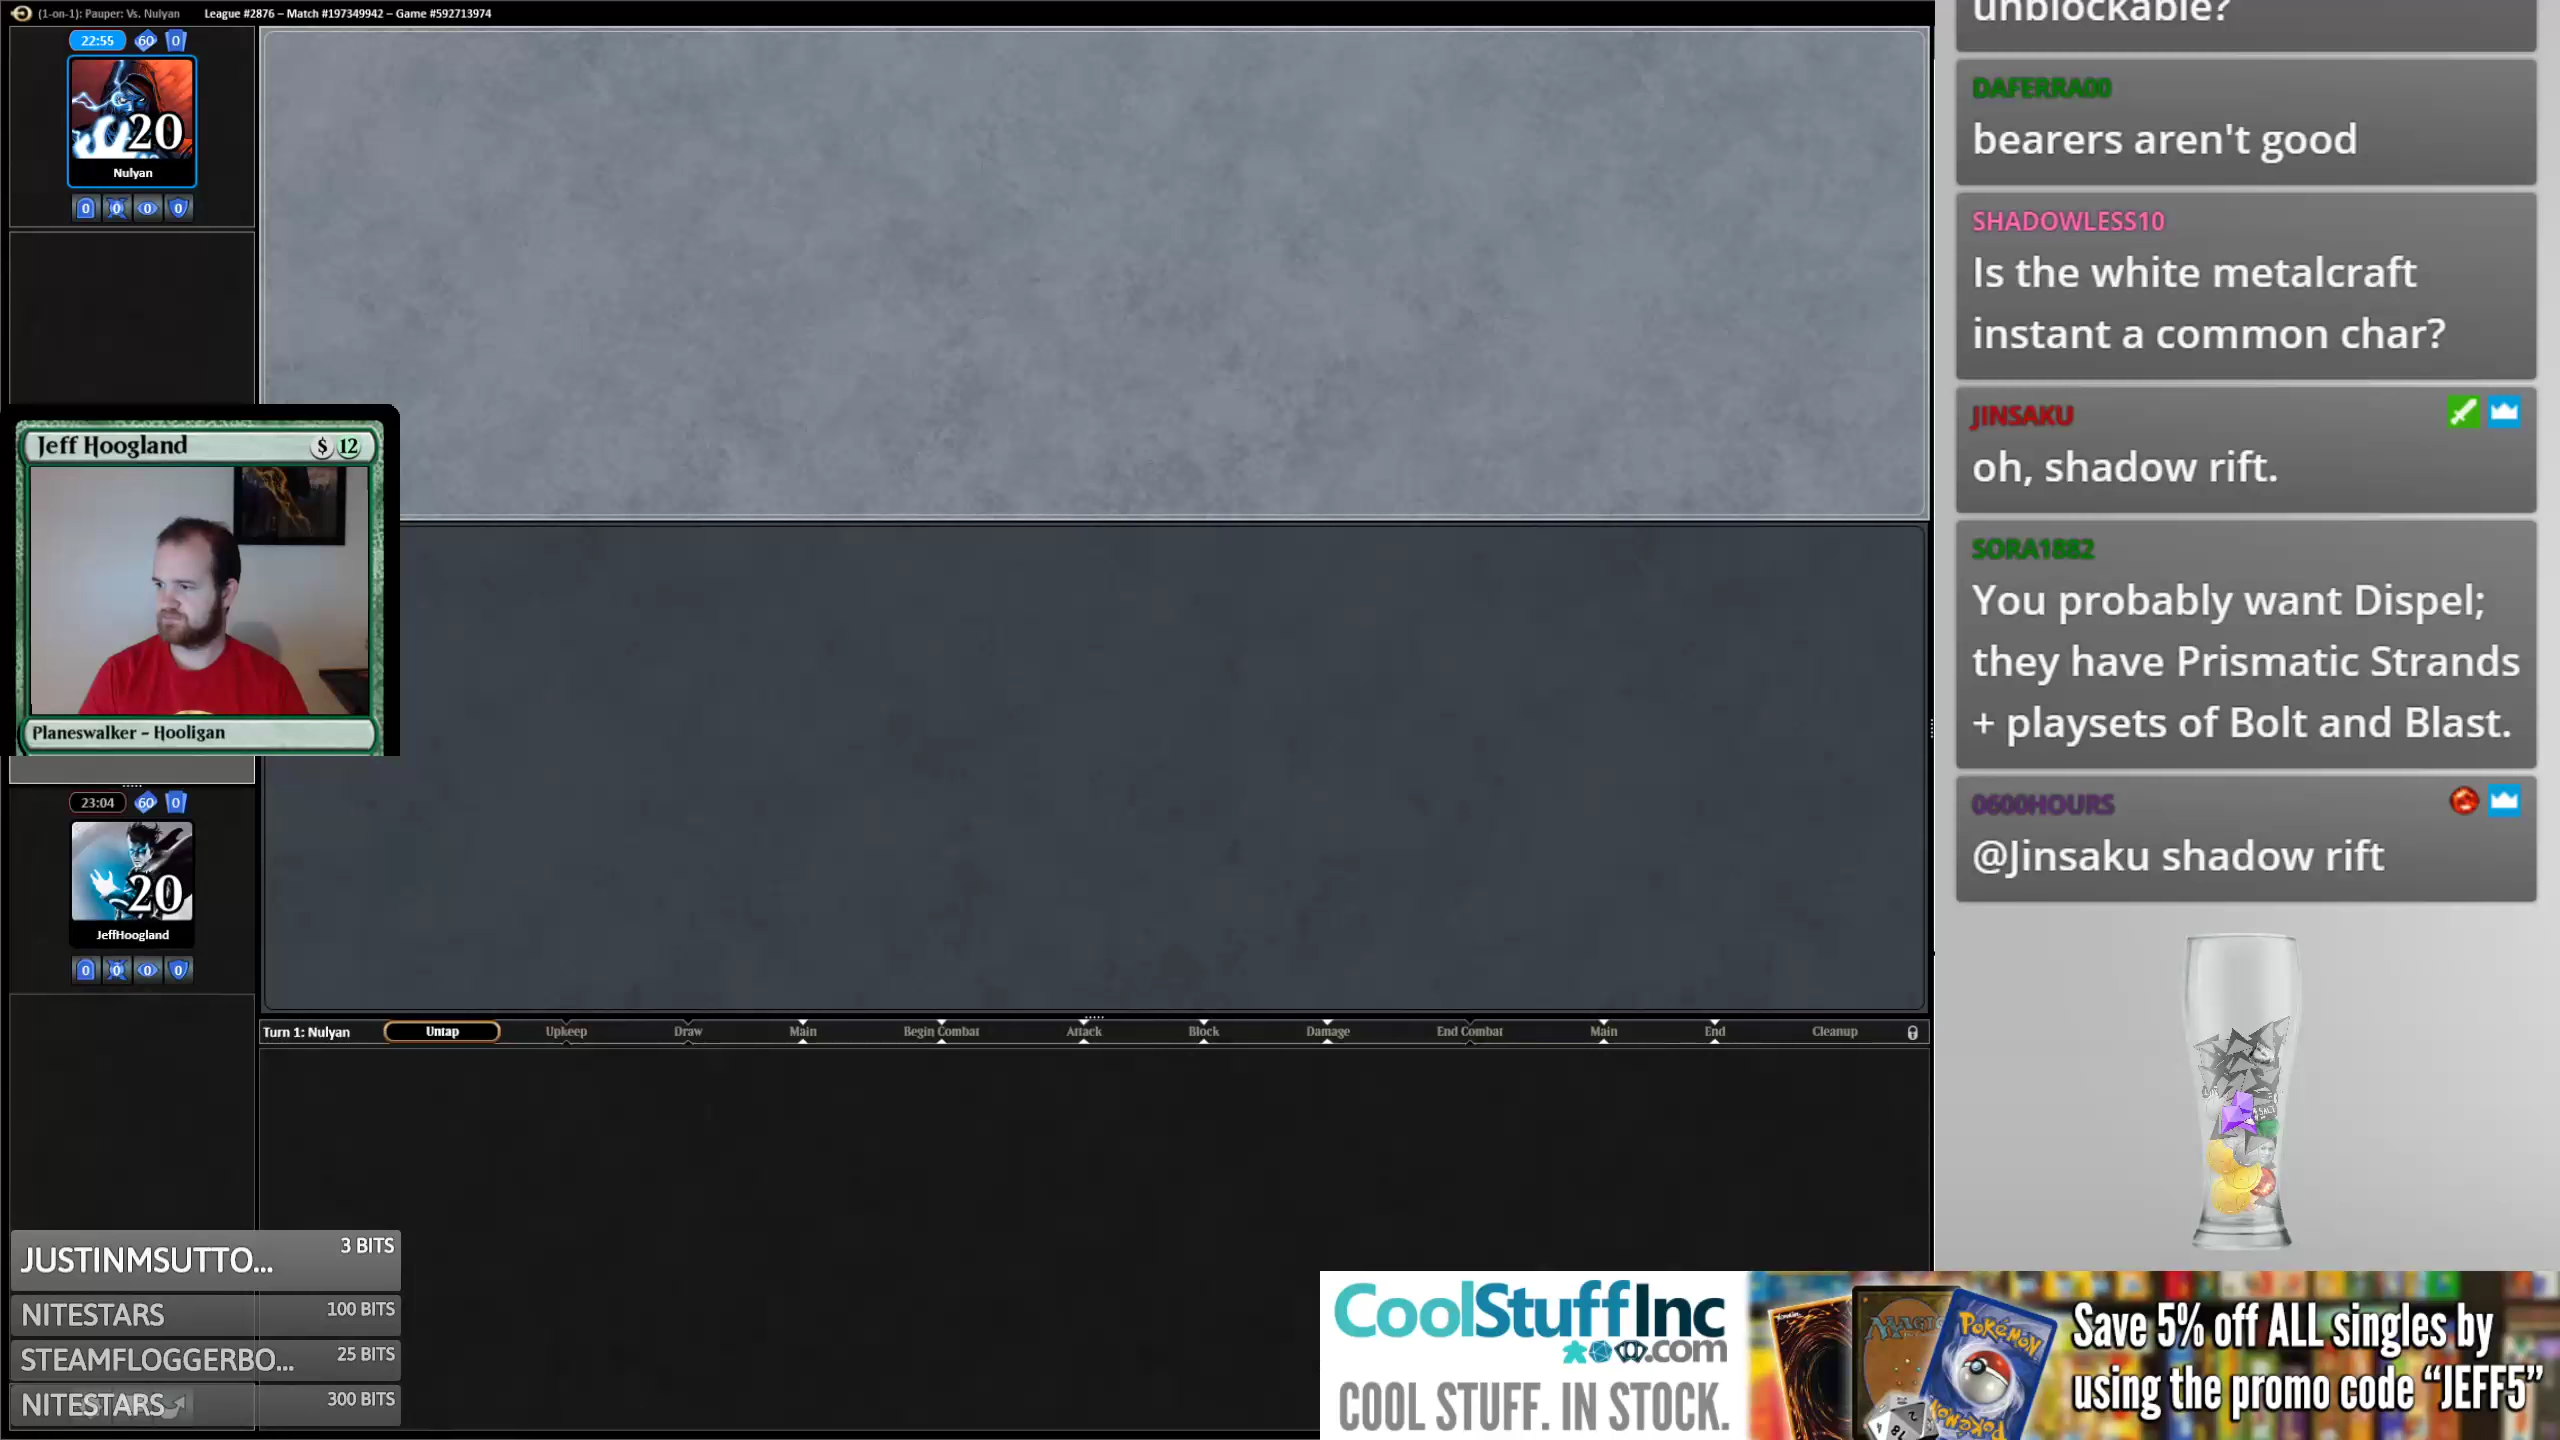 (1-on-1): Pauper: Vs. Nulyan League #2876 – Match #197349942 – Game #592713974
22:55 60 0
20
Nulyan
0 0 0 0
Jeff Hoogland $ 12
Planeswalker – Hooligan
23:04 60 0
20
JeffHoogland
0 0 0 0
Turn 1: Nulyan Untap Upkeep Draw Main Begin Combat Attack Block Damage End Combat Main End Cleanup
JUSTINMSUTTO... 3 BITS
NITESTARS 100 BITS
STEAMFLOGGERBO... 25 BITS
NITESTARS 300 BITS
unblockable?
DAFERRA00
bearers aren't good
SHADOWLESS10
Is the white metalcraft
instant a common char?
JINSAKU
oh, shadow rift.
SORA1882
You probably want Dispel;
they have Prismatic Strands
+ playsets of Bolt and Blast.
0600HOURS
@Jinsaku shadow rift
CoolStuffInc
.com
COOL STUFF. IN STOCK.
Pokémon
Save 5% off ALL singles by
using the promo code “JEFF5”